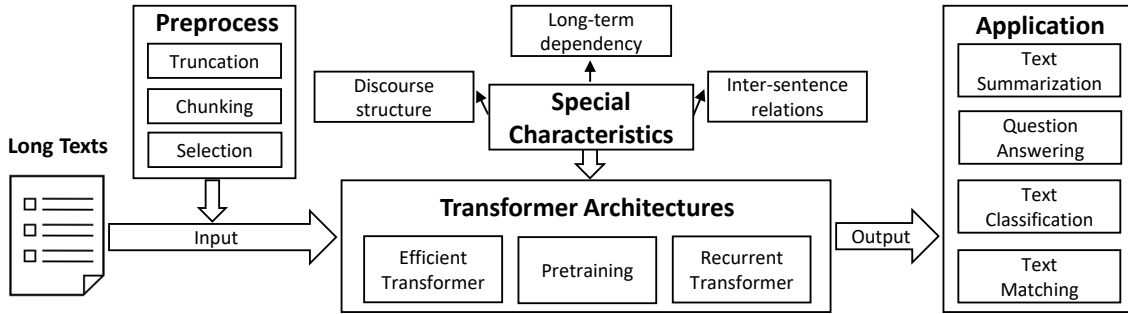 Preprocess
Truncation
Chunking
Selection
Long Texts
Input
Long-term
dependency
Discourse
structure
Special
Characteristics
Inter-sentence
relations
Transformer Architectures
Efficient
Transformer
Pretraining
Recurrent
Transformer
Output
Application
Text
Summarization
Question
Answering
Text
Classification
Text
Matching